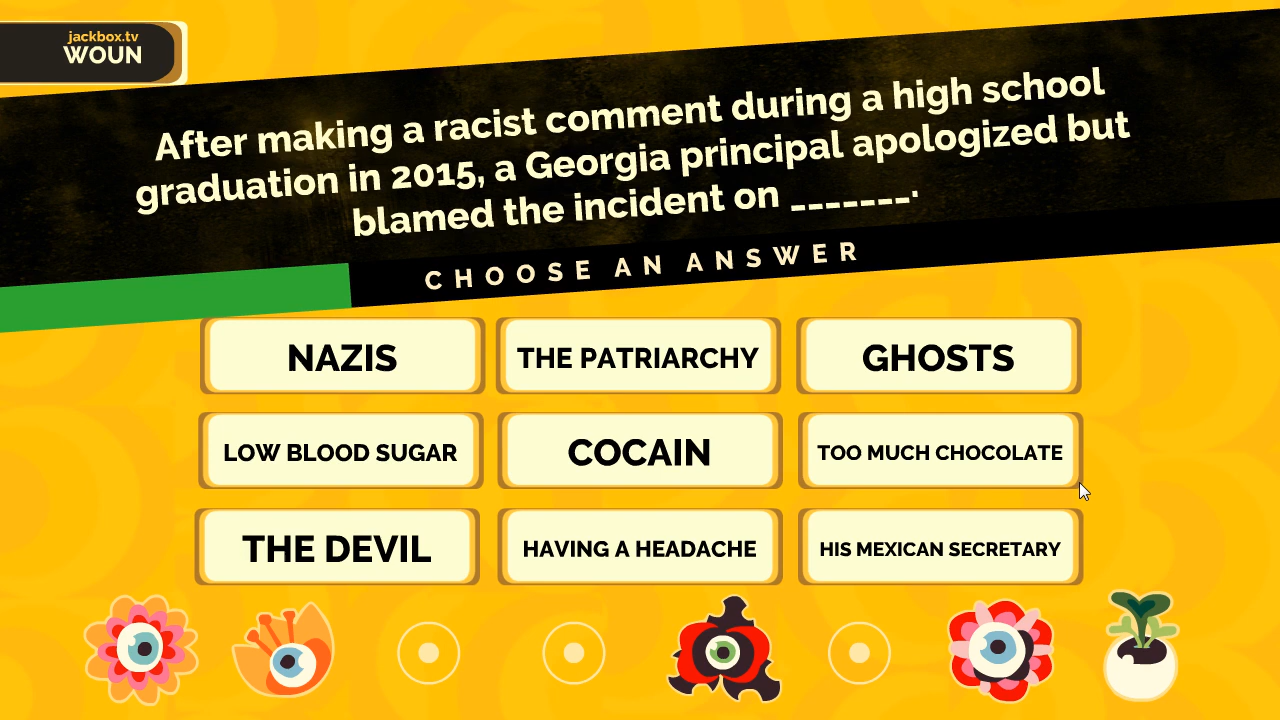 jackbox.tv
WOUN
After making a racist comment during a high school
graduation in 2015, a Georgia principal apologized but
blamed the incident on _______.
CHOOSE AN ANSWER
NAZIS
THE PATRIARCHY
GHOSTS
LOW BLOOD SUGAR
COCAIN
TOO MUCH CHOCOLATE
THE DEVIL
HAVING A HEADACHE
HIS MEXICAN SECRETARY